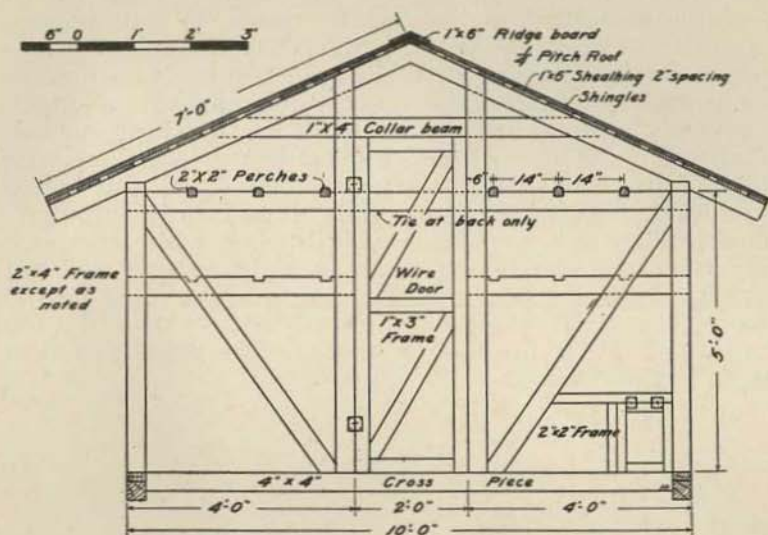 6" 0 1' 2' 3'
1"x6" Ridge board
Pitch Roof
1"x6" Sheathing 2" spacing
Shingles
7'-0"
1"x4" Collar beam
2"x2" Perches
6" 14" 14"
Tie at back only
2"x4" Frame
except as
noted
Wire
Door
1"x3"
Frame
5'-0"
2"x2" Frame
4"x4" Cross Piece
4'-0" 2'-0" 4'-0"
10'-0"